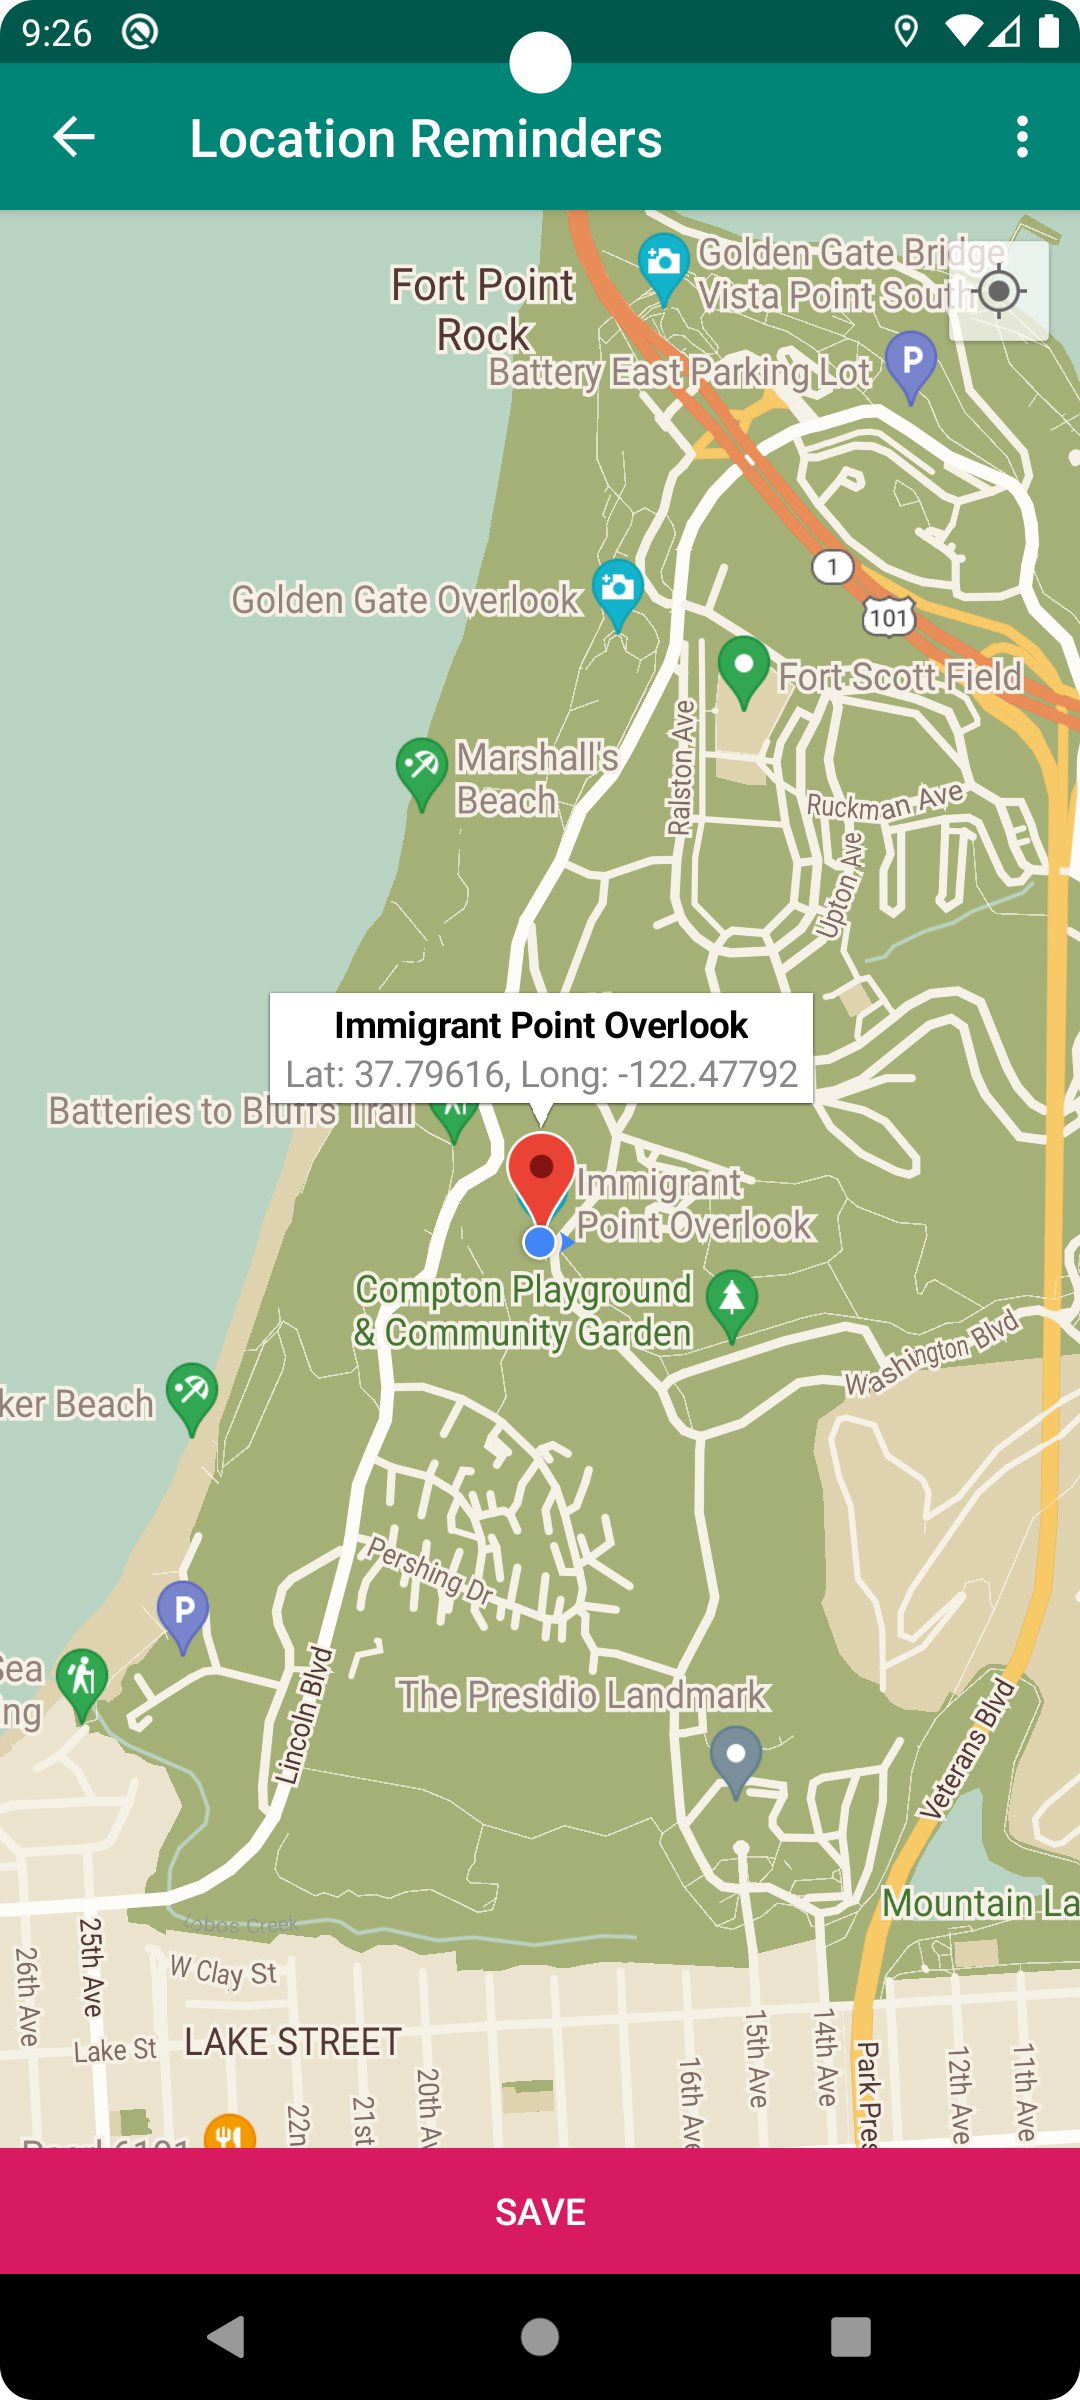 9:26
Location Reminders
Golden Gate Bridge
Vista Point South
Fort Point
Rock
Battery East Parking Lot
1
101
Golden Gate Overlook
Fort Scott Field
Marshall's
Beach
Ralston Ave
Ruckman Ave
Upton Ave
Immigrant Point Overlook
Lat: 37.79616, Long: -122.47792
Batteries to Bluffs Trail
Immigrant
Point Overlook
Compton Playground
& Community Garden
Washington Blvd
ker Beach
Pershing Dr
P
P
Sea
ng
Lincoln Blvd
The Presidio Landmark
Veterans Blvd
Mountain La
Lobos Creek
W Clay St
25th Ave
26th Ave
Lake St
LAKE STREET
22n
21st
20th Av
16th Ave
15th Ave
14th Ave
Park Pres
12th Ave
11th Ave
SAVE